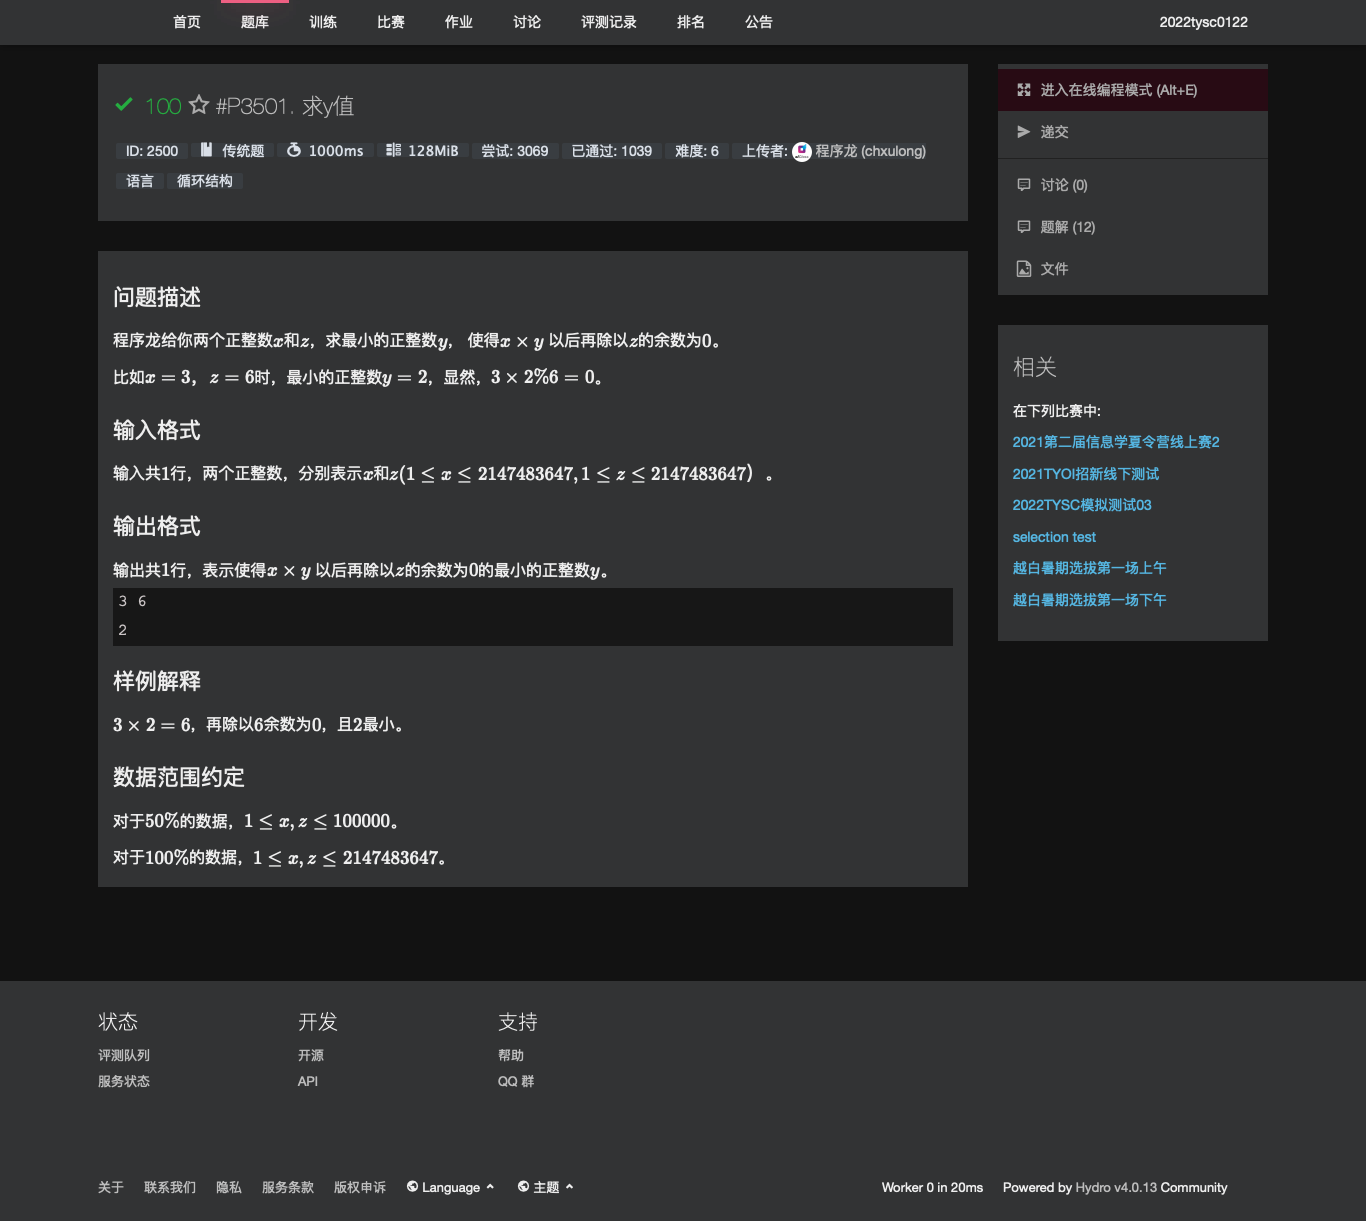 首页 题库 训练 比赛 作业 讨论 评测记录 排名 公告 2022tysc0122
100 #P3501. 求y值
ID: 2500 传统题 1000ms 128MiB 尝试: 3069 已通过: 1039 难度: 6 上传者: 程序龙 (chxulong)
语言 循环结构
进入在线编程模式 (Alt+E)
递交
讨论 (0)
题解 (12)
文件
问题描述
程序龙给你两个正整数x和z，求最小的正整数y， 使得x × y 以后再除以z的余数为0。
比如x = 3，z = 6时，最小的正整数y = 2，显然，3 × 2%6 = 0。
输入格式
输入共1行，两个正整数，分别表示x和z(1 ≤ x ≤ 2147483647, 1 ≤ z ≤ 2147483647）。
输出格式
输出共1行，表示使得x × y 以后再除以z的余数为0的最小的正整数y。
3 6
2
样例解释
3 × 2 = 6，再除以6余数为0，且2最小。
数据范围约定
对于50%的数据，1 ≤ x, z ≤ 100000。
对于100%的数据，1 ≤ x, z ≤ 2147483647。
相关
在下列比赛中:
2021第二届信息学夏令营线上赛2
2021TYOI招新线下测试
2022TYSC模拟测试03
selection test
越白暑期选拔第一场上午
越白暑期选拔第一场下午
状态
评测队列
服务状态
开发
开源
API
支持
帮助
QQ 群
关于 联系我们 隐私 服务条款 版权申诉 Language 主题 Worker 0 in 20ms Powered by Hydro v4.0.13 Community